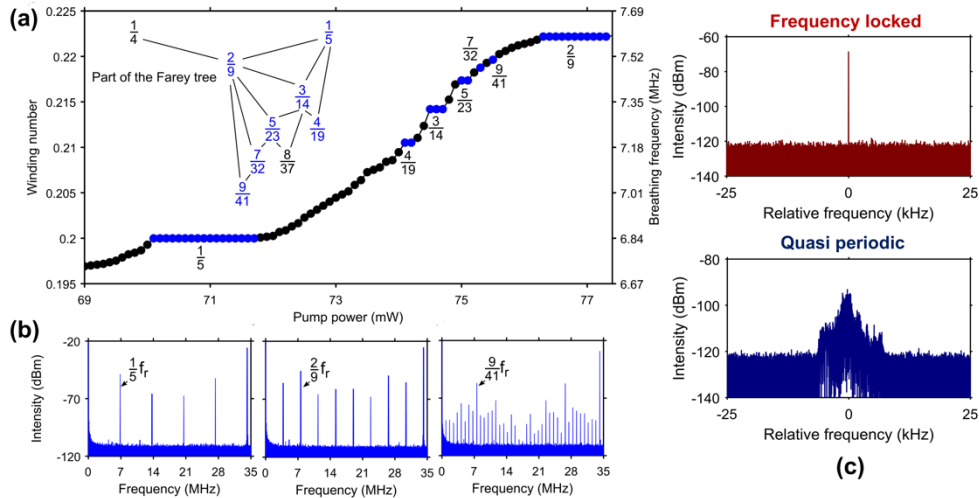 (a)
0.225
0.22
0.215
0.21
0.205
0.2
0.195
Winding number
69
71
73
75
77
Pump power (mW)
7.69
7.52
7.35
7.18
7.01
6.84
6.67
Breathing frequency (MHz)
Part of the Farey tree
1/4
1/5
2/9
3/14
5/23
4/19
7/32
8/37
9/41
1/5
4/19
3/14
5/23
7/32
9/41
2/9
(b)
-20
-70
-120
Intensity (dBm)
1/5 fr
0 7 14 21 28 35
Frequency (MHz)
2/9 fr
0 7 14 21 28 35
Frequency (MHz)
9/41 fr
0 7 14 21 28 35
Frequency (MHz)
Frequency locked
-60
-80
-100
-120
-140
Intensity (dBm)
-25 0 25
Relative frequency (kHz)
Quasi periodic
-80
-100
-120
-140
Intensity (dBm)
-25 0 25
Relative frequency (kHz)
(c)